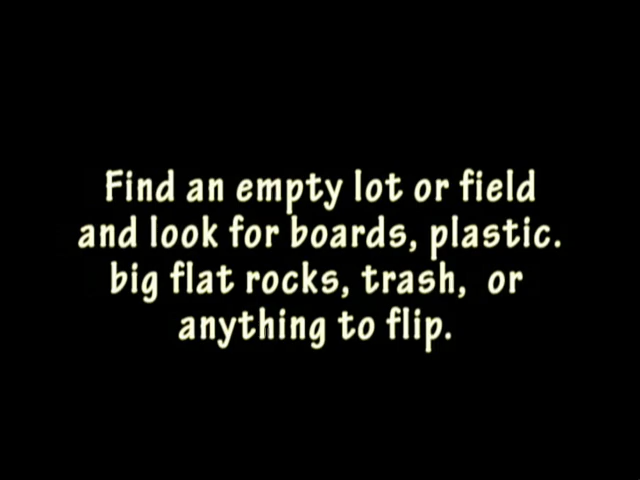 Find an empty lot or field
and look for boards, plastic.
big flat rocks, trash,  or
anything to flip.